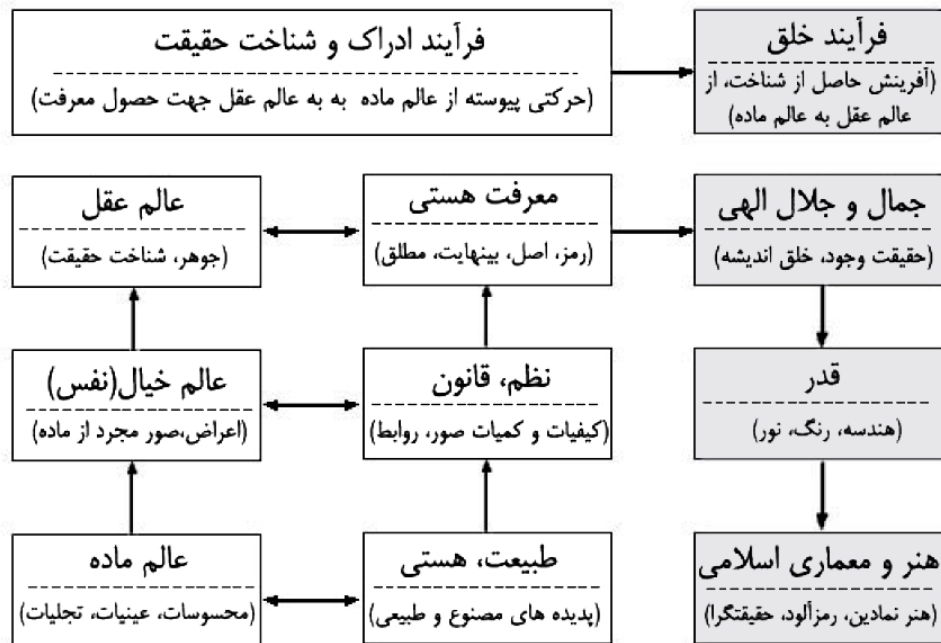 فرآیند خلق
(آفرینش حاصل از شناخت، از
عالم عقل به عالم ماده)
فرآیند ادراک و شناخت حقیقت
(حرکتی پیوسته از عالم ماده به به عالم عقل جهت حصول معرفت)
جمال و جلال الهی
(حقیقت وجود، خلق اندیشه)
معرفت هستی
(رمز، اصل، بینهایت، مطلق)
عالم عقل
(جوهر، شناخت حقیقت)
قدر
(هندسه، رنگ، نور)
نظم، قانون
(کیفیات و کمیات صور، روابط)
عالم خیال(نفس)
(اعراض،صور مجرد از ماده)
هنر و معماری اسلامی
(هنر نمادین، رمزآلود، حقیقتگرا)
طبیعت، هستی
(پدیده های مصنوع و طبیعی)
عالم ماده
(محسوسات، عینیات، تجلیات)